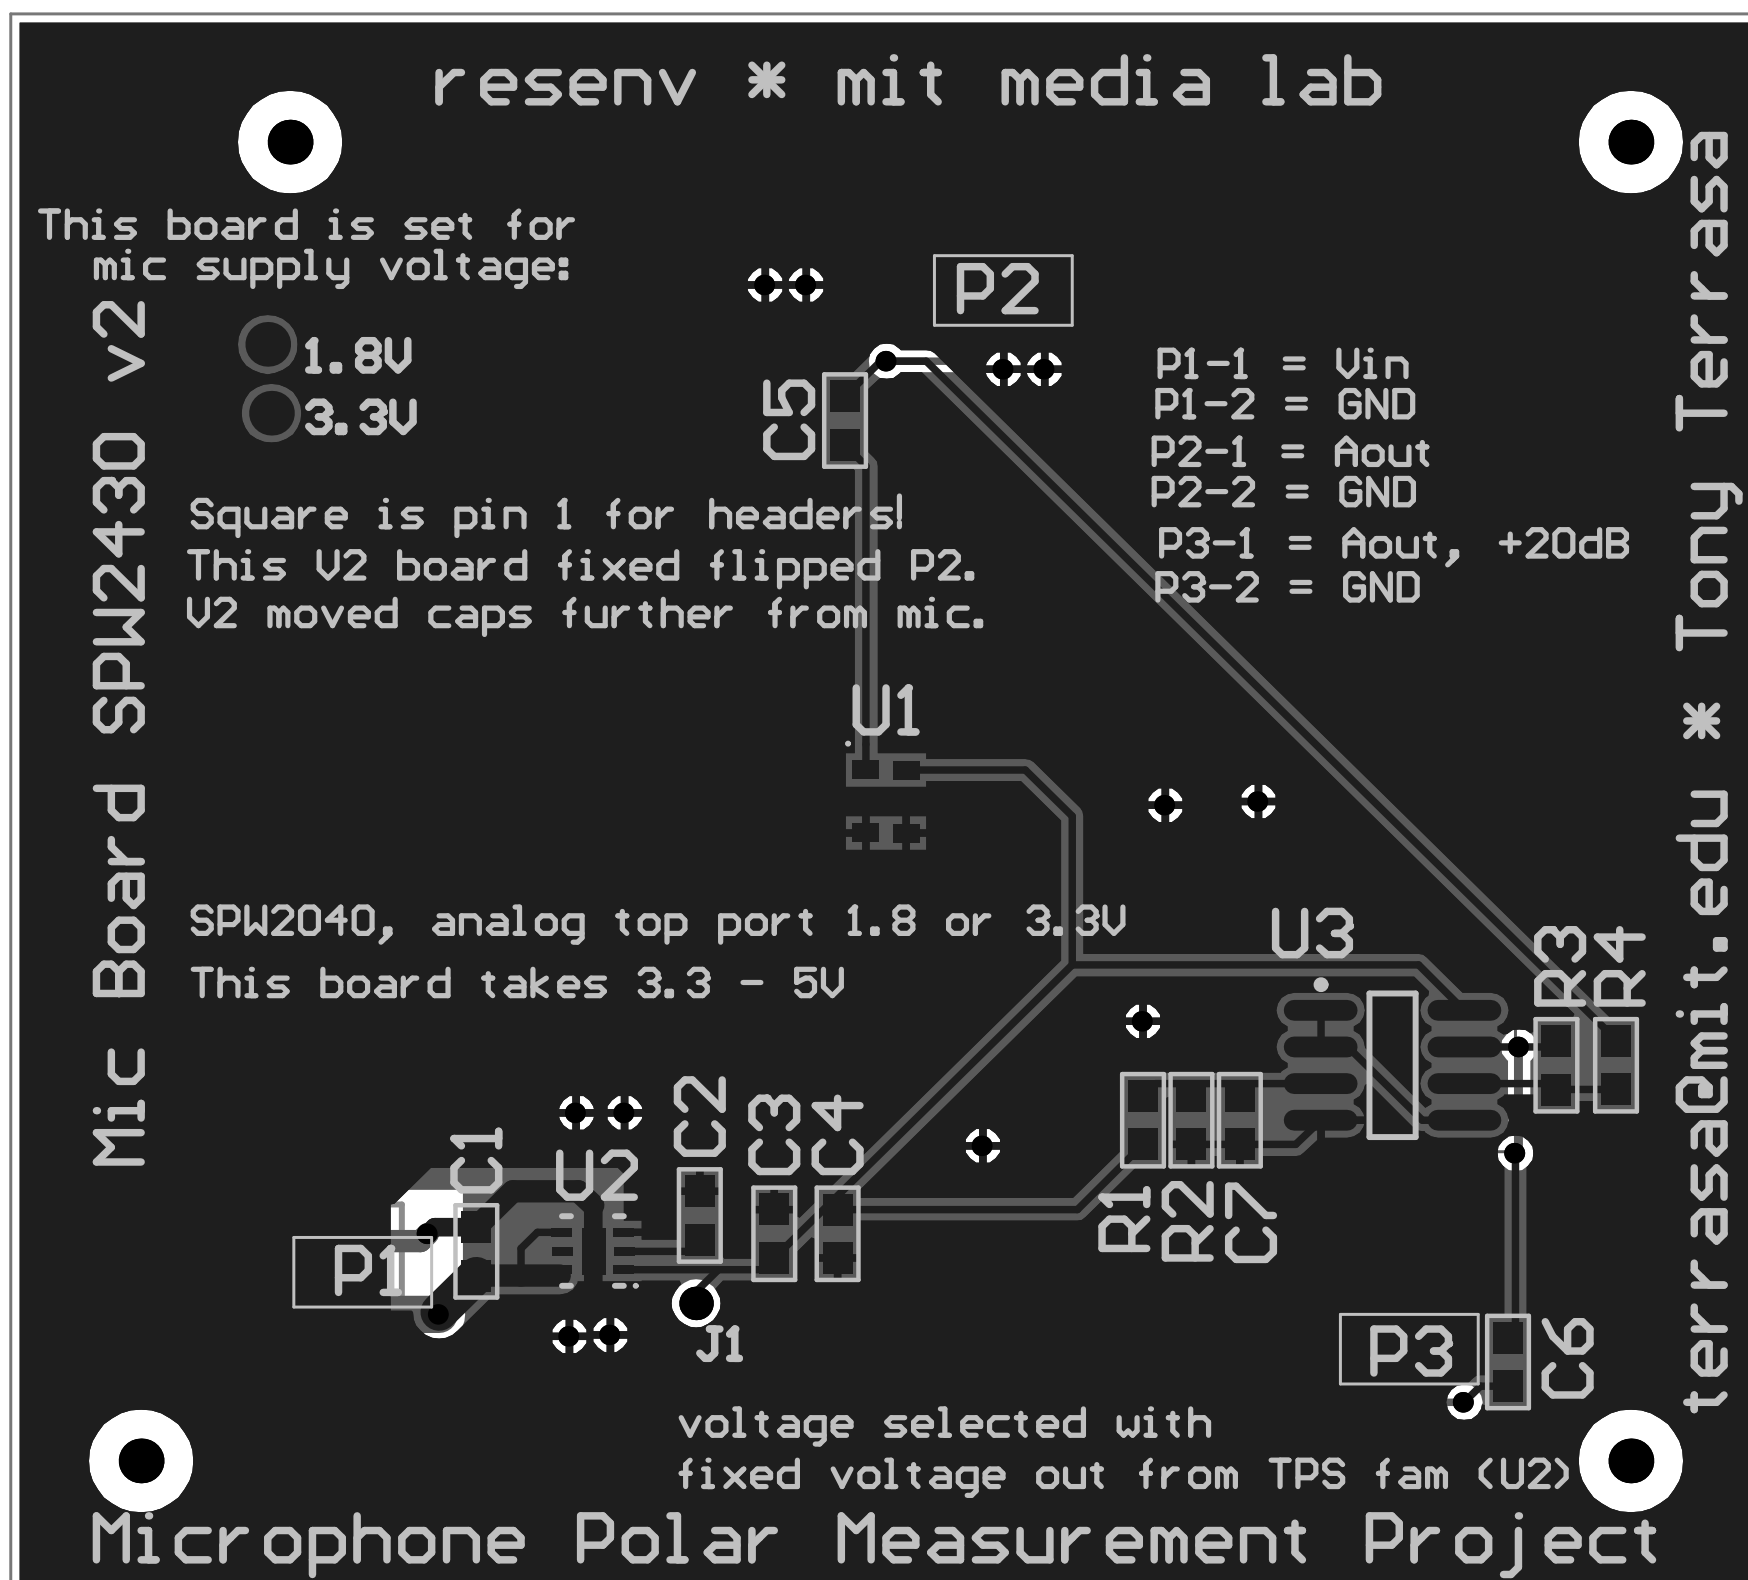 resenv * mit media lab
This board is set for
mic supply voltage:
1.8V
3.3V
Mic Board SPW2430 v2
P2
C5
P1-1 = Vin
P1-2 = GND
P2-1 = Aout
P2-2 = GND
P3-1 = Aout, +20dB
P3-2 = GND
terrasa@mit.edu * Tony Terrasa
Square is pin 1 for headers!
This V2 board fixed flipped P2.
V2 moved caps further from mic.
U1
SPW2040, analog top port 1.8 or 3.3V
This board takes 3.3 - 5V
U3
R3
R4
C1
U2
C2
C3
C4
R1
R2
C7
P1
J1
P3
C6
voltage selected with
fixed voltage out from TPS fam (U2)
Microphone Polar Measurement Project